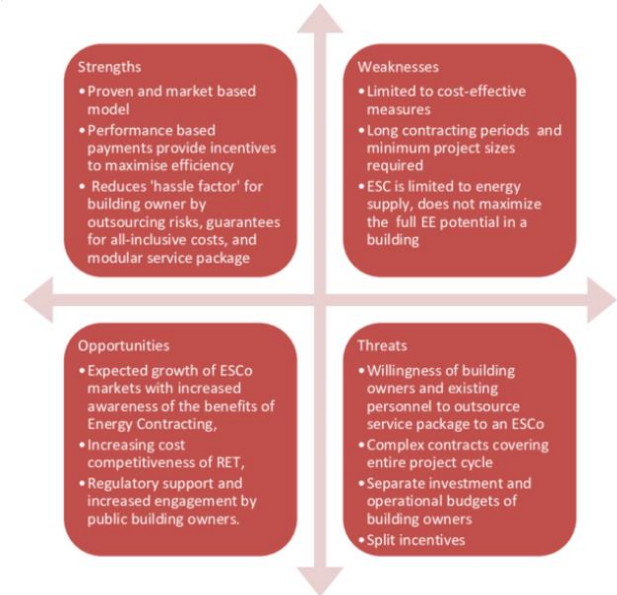 Strengths
•Proven and market based
model
•Performance based
payments provide incentives
to maximise efficiency
• Reduces 'hassle factor' for
building owner by
outsourcing risks, guarantees
for all-inclusive costs, and
modular service package
Weaknesses
•Limited to cost-effective
measures
•Long contracting periods and
minimum project sizes
required
•ESC is limited to energy
supply, does not maximize
the full EE potential in a
building
Opportunities
•Expected growth of ESCo
markets with increased
awareness of the benefits of
Energy Contracting,
•Increasing cost
competitiveness of RET,
•Regulatory support and
increased engagement by
public building owners.
Threats
•Willingness of building
owners and existing
personnel to outsource
service package to an ESCo
•Complex contracts covering
entire project cycle
•Separate investment and
operational budgets of
building owners
•Split incentives